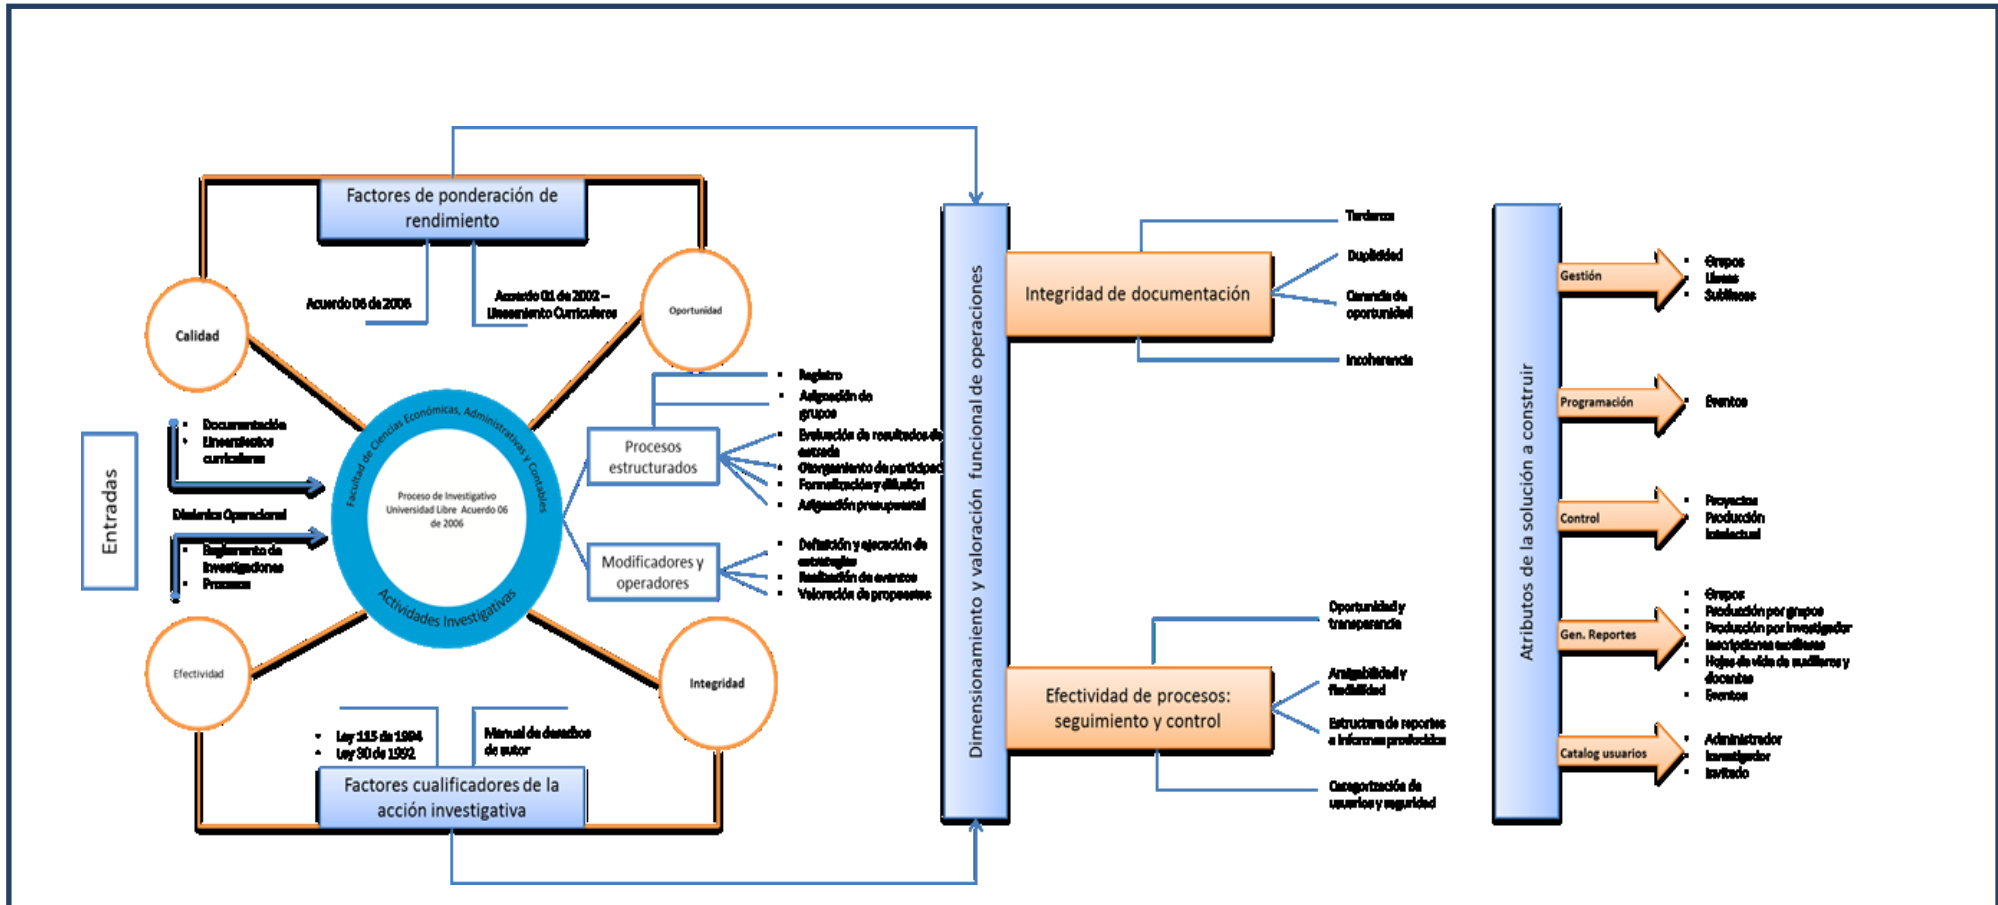 Factores de ponderación de
rendimiento
Acuerdo 06 de 2006
Acuerdo 01 de 2002 –
Lineamiento Curriculares
Calidad
Oportunidad
Entradas
Documentación
Lineamientos
curriculares
Dinámica Operacional
Reglamento de
Investigaciones
Procesos
Facultad de Ciencias Económicas, Administrativas y Contables
Proceso de Investigativo
Universidad Libre Acuerdo 06
de 2006
Actividades Investigativas
Procesos
estructurados
Registro
Asignación de
grupos
Evaluación de resultados de
entrada
Otorgamiento de participaci
Formalización y difusión
Asignación presupuestal
Modificadores y
operadores
Definición y ejecución de
estrategias
Realización de eventos
Valoración de propuestas
Efectividad
Integridad
Ley 115 de 1994
Ley 30 de 1992
Manual de derechos
de autor
Factores cualificadores de la
acción investigativa
Dimensionamiento y valoración funcional de operaciones
Integridad de documentación
Tardanza
Duplicidad
Carencia de
oportunidad
Incoherencia
Efectividad de procesos:
seguimiento y control
Oportunidad y
transparencia
Amigabilidad y
flexibilidad
Estructura de reportes
e informes producidos
Categorización de
usuarios y seguridad
Atributos de la solución a construir
Gestión
Grupos
Líneas
Sublíneas
Programación
Eventos
Control
Proyectos
Producción
Intelectual
Gen. Reportes
Grupos
Producción por grupos
Producción por investigador
Inscripciones auxiliares
Hojas de vida de auxiliares y
docentes
Eventos
Catalog usuarios
Administrador
Investigador
Invitado